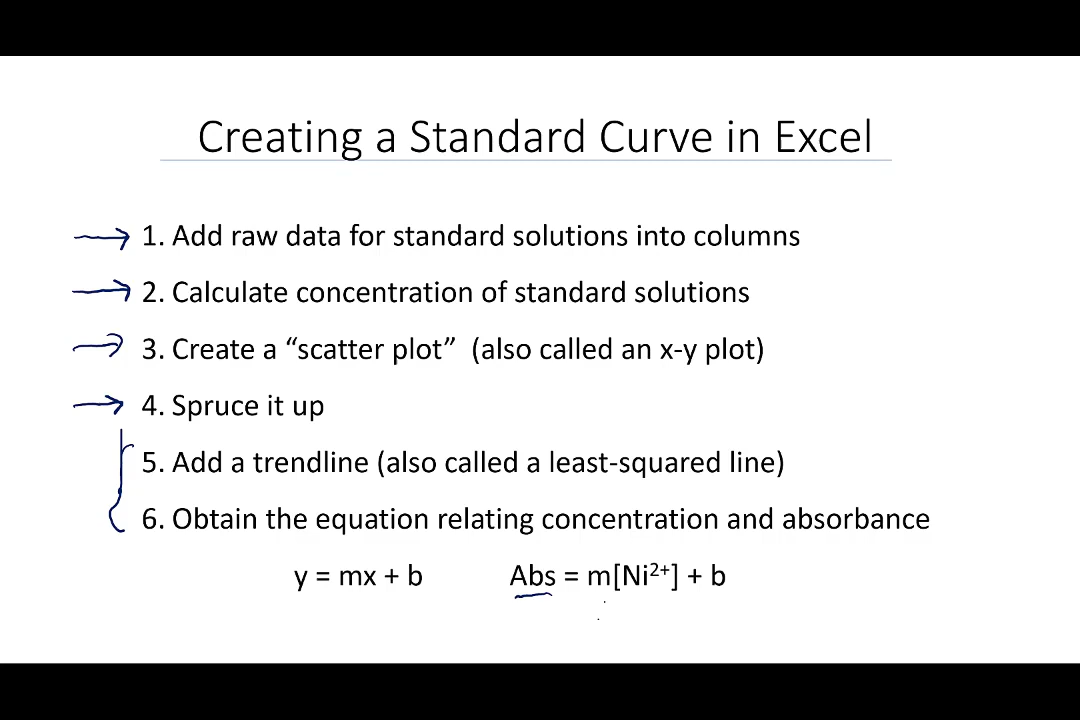 Creating a Standard Curve in Excel
1. Add raw data for standard solutions into columns
2. Calculate concentration of standard solutions
3. Create a “scatter plot” (also called an x-y plot)
4. Spruce it up
5. Add a trendline (also called a least-squared line)
6. Obtain the equation relating concentration and absorbance
y = mx + b Abs = m[Ni²⁺] + b